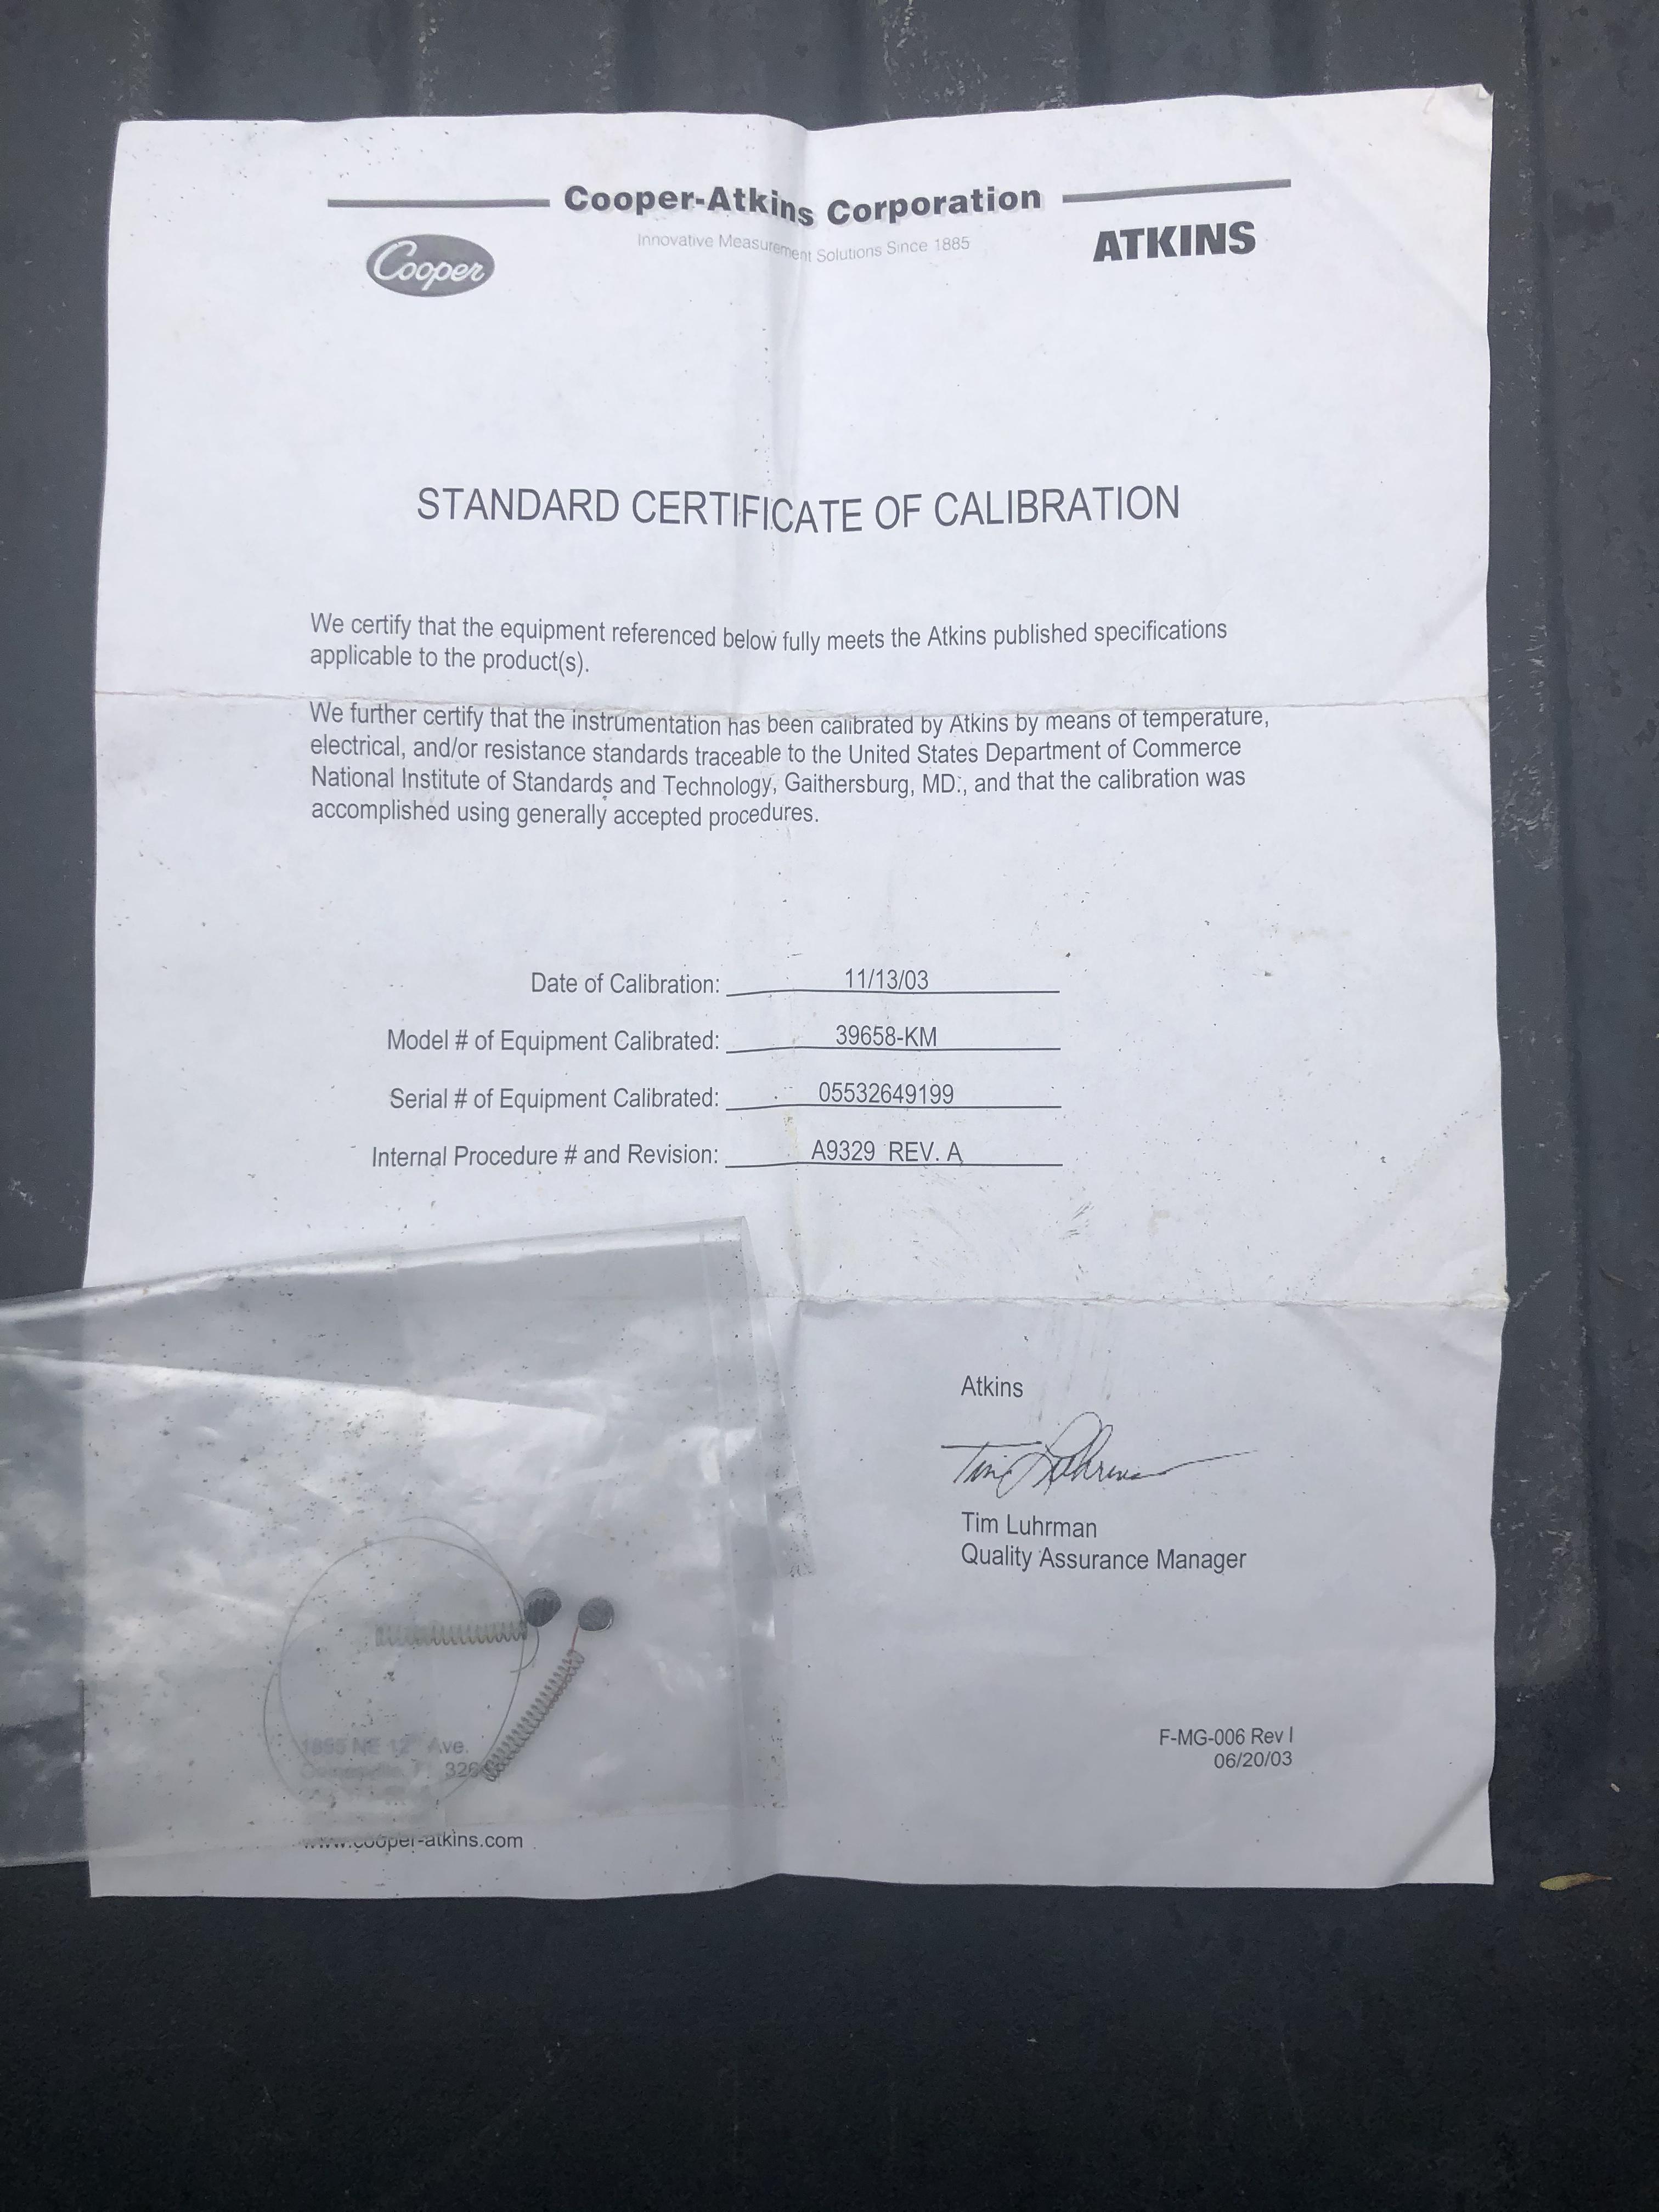 Cooper-Atkins Corporation
Innovative Measurement Solutions Since 1885
Cooper
ATKINS
STANDARD CERTIFICATE OF CALIBRATION
We certify that the equipment referenced below fully meets the Atkins published specifications
applicable to the product(s).
We further certify that the instrumentation has been calibrated by Atkins by means of temperature,
electrical, and/or resistance standards traceable to the United States Department of Commerce
National Institute of Standards and Technology, Gaithersburg, MD., and that the calibration was
accomplished using generally accepted procedures.
Date of Calibration: 11/13/03
Model # of Equipment Calibrated: 39658-KM
Serial # of Equipment Calibrated: 05532649199
Internal Procedure # and Revision: A9329 REV. A
Atkins
Tim Luhrman
Tim Luhrman
Quality Assurance Manager
F-MG-006 Rev I
06/20/03
NE Ave.
www.cooper-atkins.com